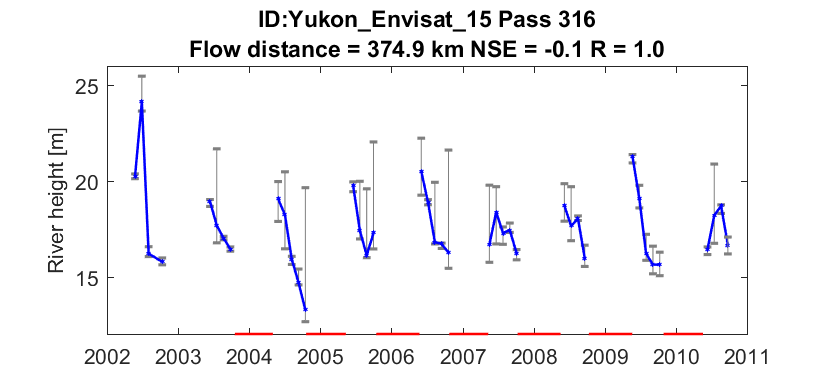 ID:Yukon_Envisat_15 Pass 316
Flow distance = 374.9 km NSE = -0.1 R = 1.0
River height [m]
25
20
15
2002 2003 2004 2005 2006 2007 2008 2009 2010 2011